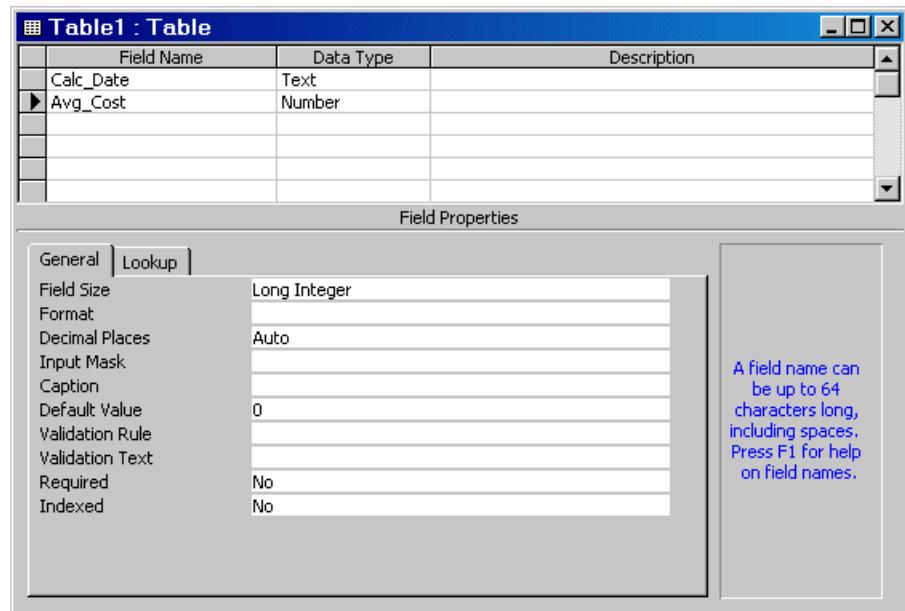 Table1 : Table
Field Name Data Type Description
Calc_Date Text
Avg_Cost Number
Field Properties
General Lookup
Field Size Long Integer
Format
Decimal Places Auto
Input Mask
Caption
Default Value 0
Validation Rule
Validation Text
Required No
Indexed No
A field name can
be up to 64
characters long,
including spaces.
Press F1 for help
on field names.